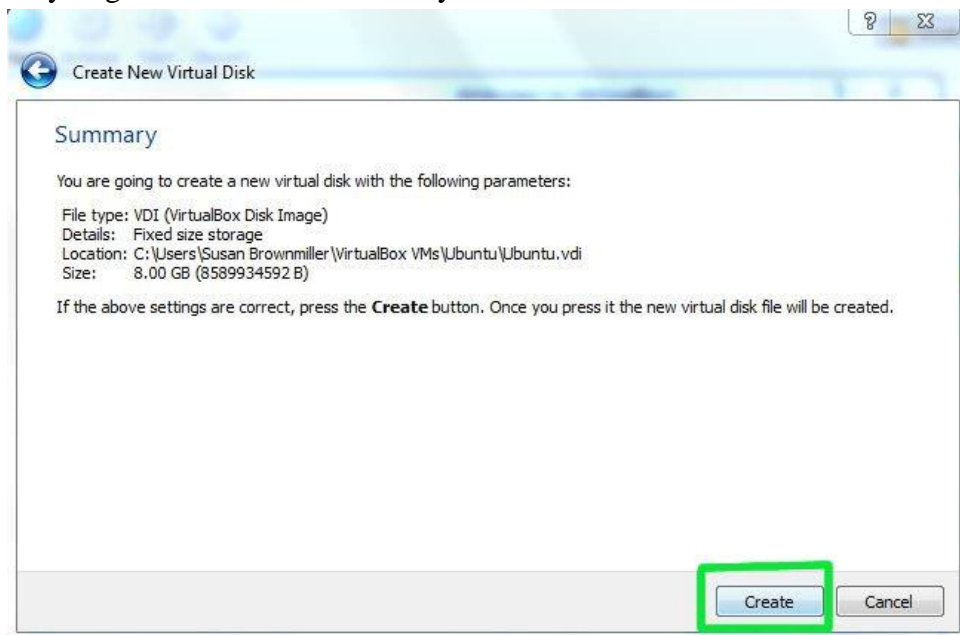 Create New Virtual Disk
Summary
You are going to create a new virtual disk with the following parameters:
File type: VDI (VirtualBox Disk Image)
Details: Fixed size storage
Location: C:\Users\Susan Brownmiller\VirtualBox VMs\Ubuntu\Ubuntu.vdi
Size: 8.00 GB (8589934592 B)
If the above settings are correct, press the Create button. Once you press it the new virtual disk file will be created.
Create Cancel